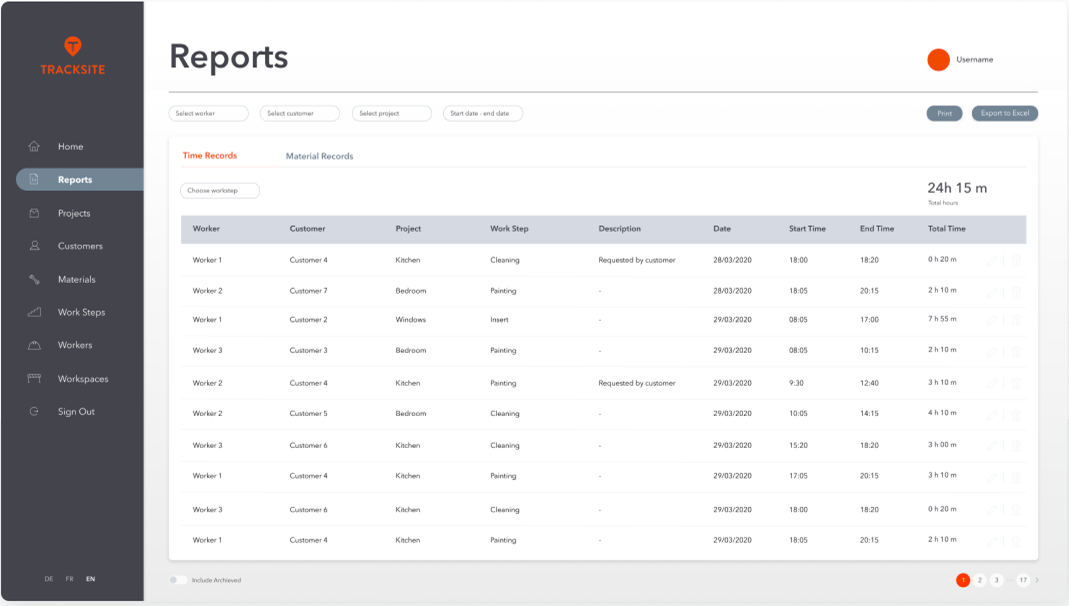 TRACKSITE
Home
Reports
Projects
Customers
Materials
Work Steps
Workers
Workspaces
Sign Out
DE FR EN
Reports
Username
Select worker Select customer Select project Start date - end date Print Export to Excel
Time Records Material Records
Choose workstep
24h 15 m
Total hours
Worker Customer Project Work Step Description Date Start Time End Time Total Time
Worker 1 Customer 4 Kitchen Cleaning Requested by customer 28/03/2020 18:00 18:20 0 h 20 m
Worker 2 Customer 7 Bedroom Painting - 28/03/2020 18:05 20:15 2 h 10 m
Worker 1 Customer 2 Windows Insert - 29/03/2020 08:05 17:00 7 h 55 m
Worker 3 Customer 3 Bedroom Painting - 29/03/2020 08:05 10:15 2 h 10 m
Worker 2 Customer 4 Kitchen Painting Requested by customer 29/03/2020 9:30 12:40 3 h 10 m
Worker 2 Customer 5 Bedroom Cleaning - 29/03/2020 10:05 14:15 4 h 10 m
Worker 3 Customer 6 Kitchen Cleaning - 29/03/2020 15:20 18:20 3 h 00 m
Worker 1 Customer 4 Kitchen Painting - 29/03/2020 17:05 20:15 3 h 10 m
Worker 3 Customer 6 Kitchen Cleaning - 29/03/2020 18:00 18:20 0 h 20 m
Worker 1 Customer 4 Kitchen Painting - 29/03/2020 18:05 20:15 2 h 10 m
Include Archived
1 2 3 ... 17 >